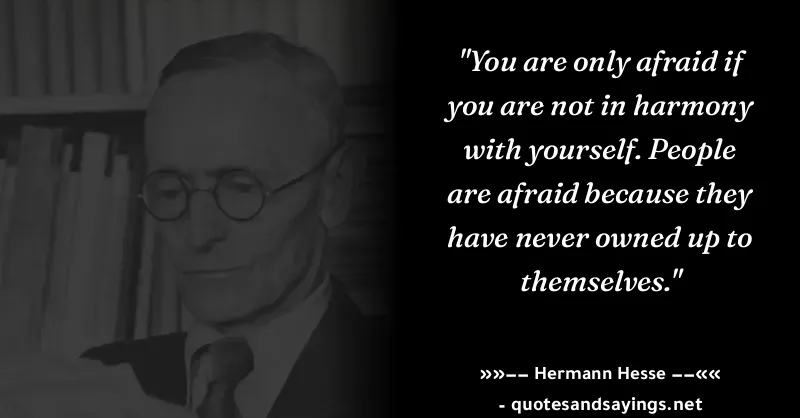 "You are only afraid if
you are not in harmony
with yourself. People
are afraid because they
have never owned up to
themselves."
»»–– Hermann Hesse ––««
- quotesandsayings.net